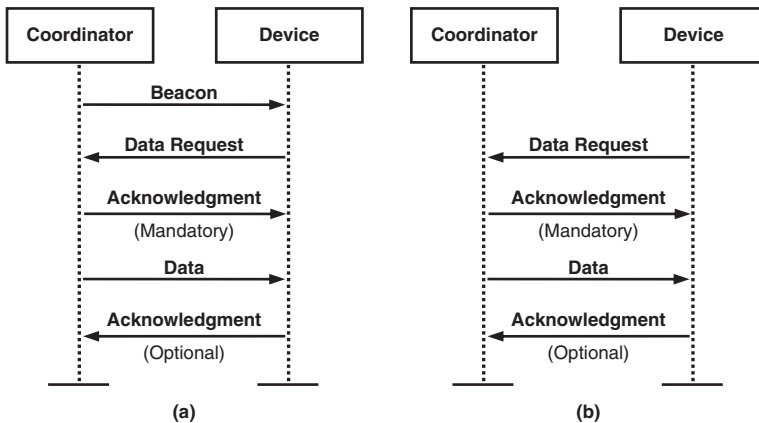 Coordinator
Device
Beacon
Data Request
Acknowledgment
(Mandatory)
Data
Acknowledgment
(Optional)
(a)
Coordinator
Device
Data Request
Acknowledgment
(Mandatory)
Data
Acknowledgment
(Optional)
(b)